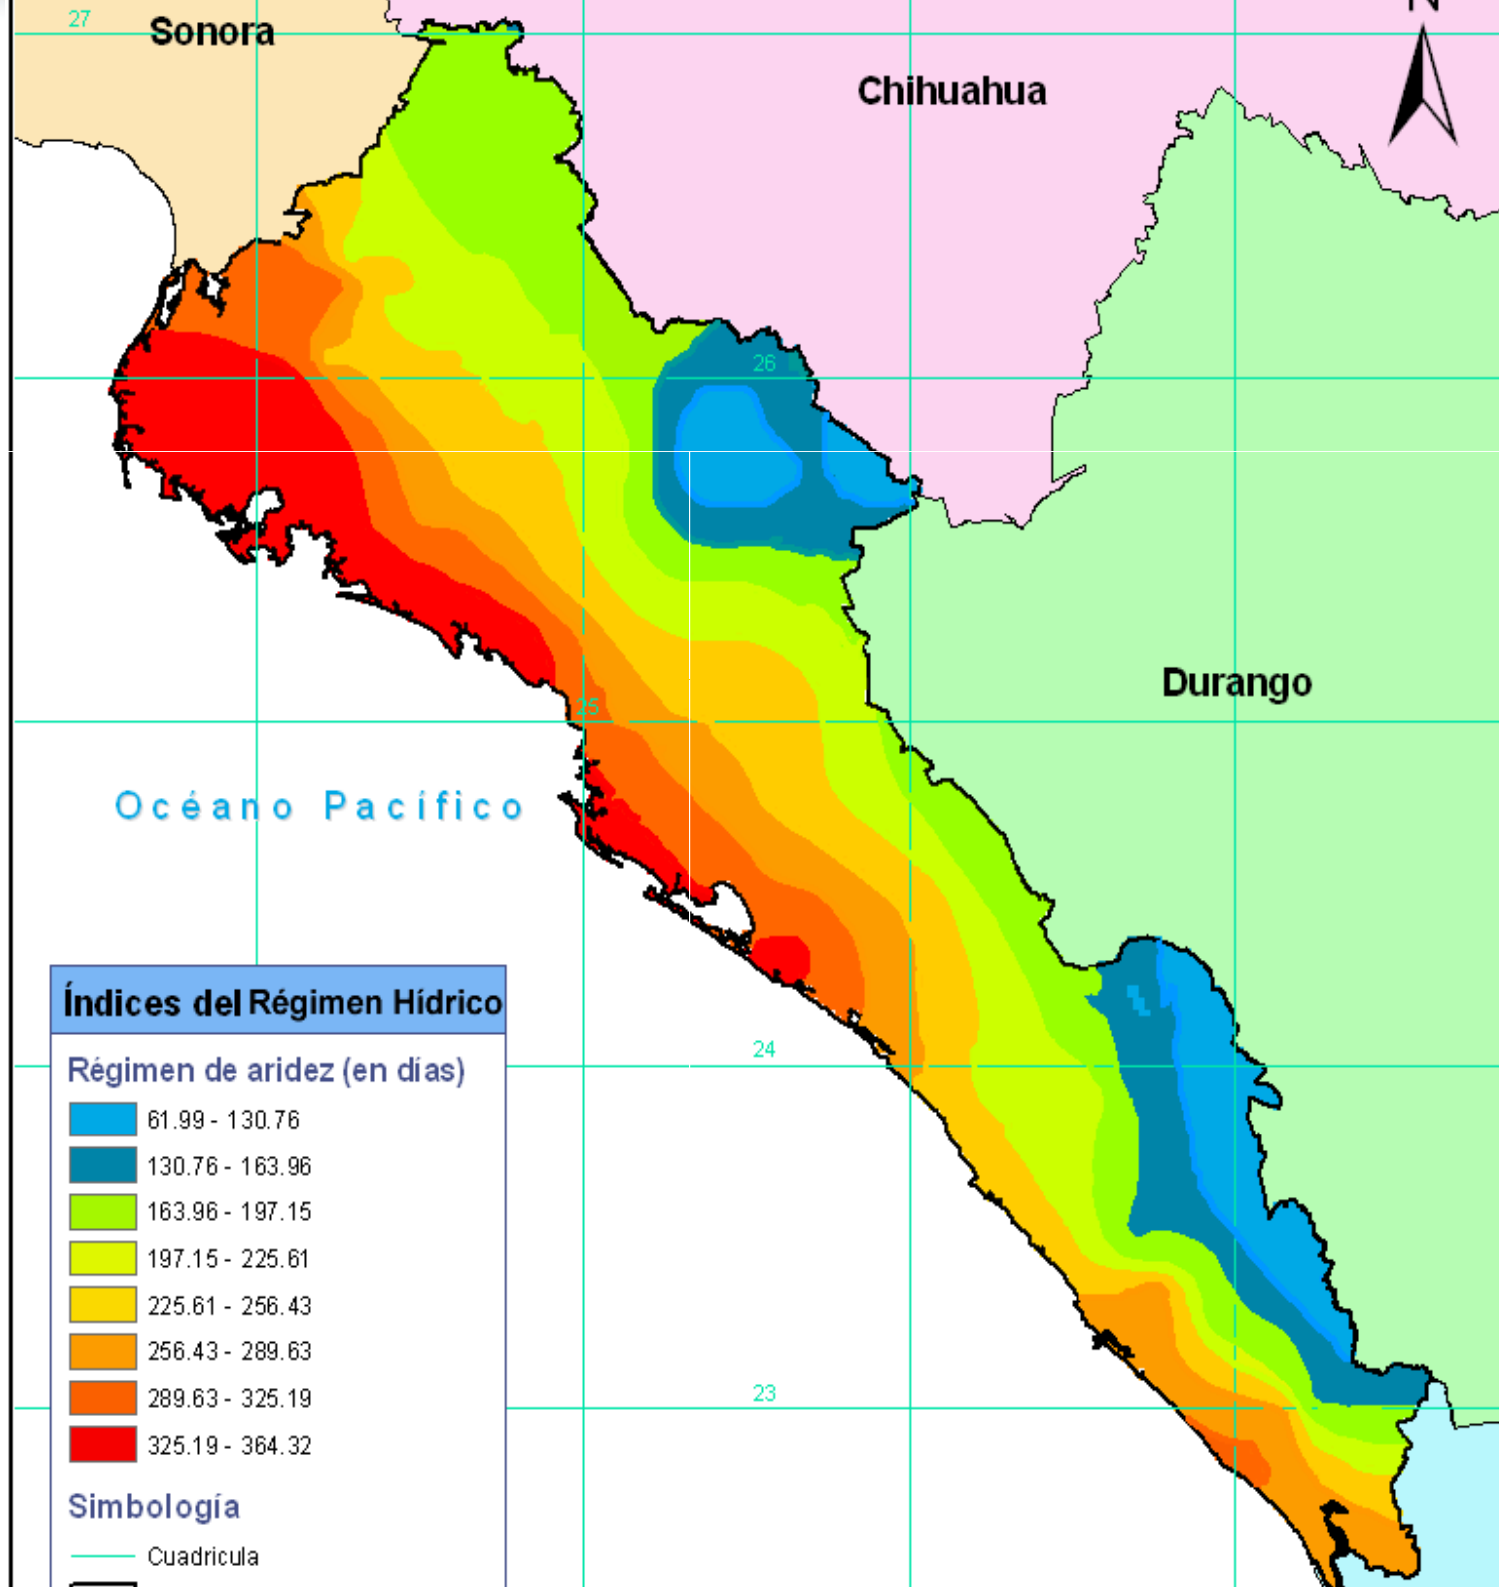 N
27
Sonora
Chihuahua
26
Durango
25
Océano Pacífico
Índices del Régimen Hídrico
Régimen de aridez (en días)
24
61.99 - 130.76
130.76 - 163.96
163.96 - 197.15
197.15 - 225.61
225.61 - 256.43
256.43 - 289.63
23
289.63 - 325.19
325.19 - 364.32
Simbología
Cuadricula